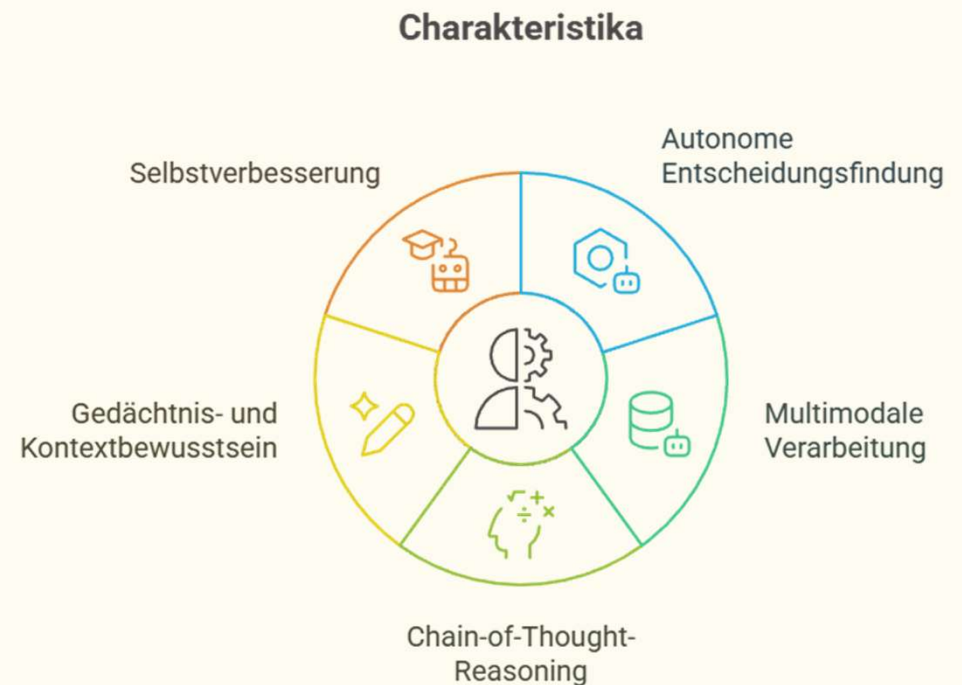 Charakteristika
Selbstverbesserung
Autonome
Entscheidungsfindung
Gedächtnis- und
Kontextbewusstsein
Multimodale
Verarbeitung
Chain-of-Thought-
Reasoning